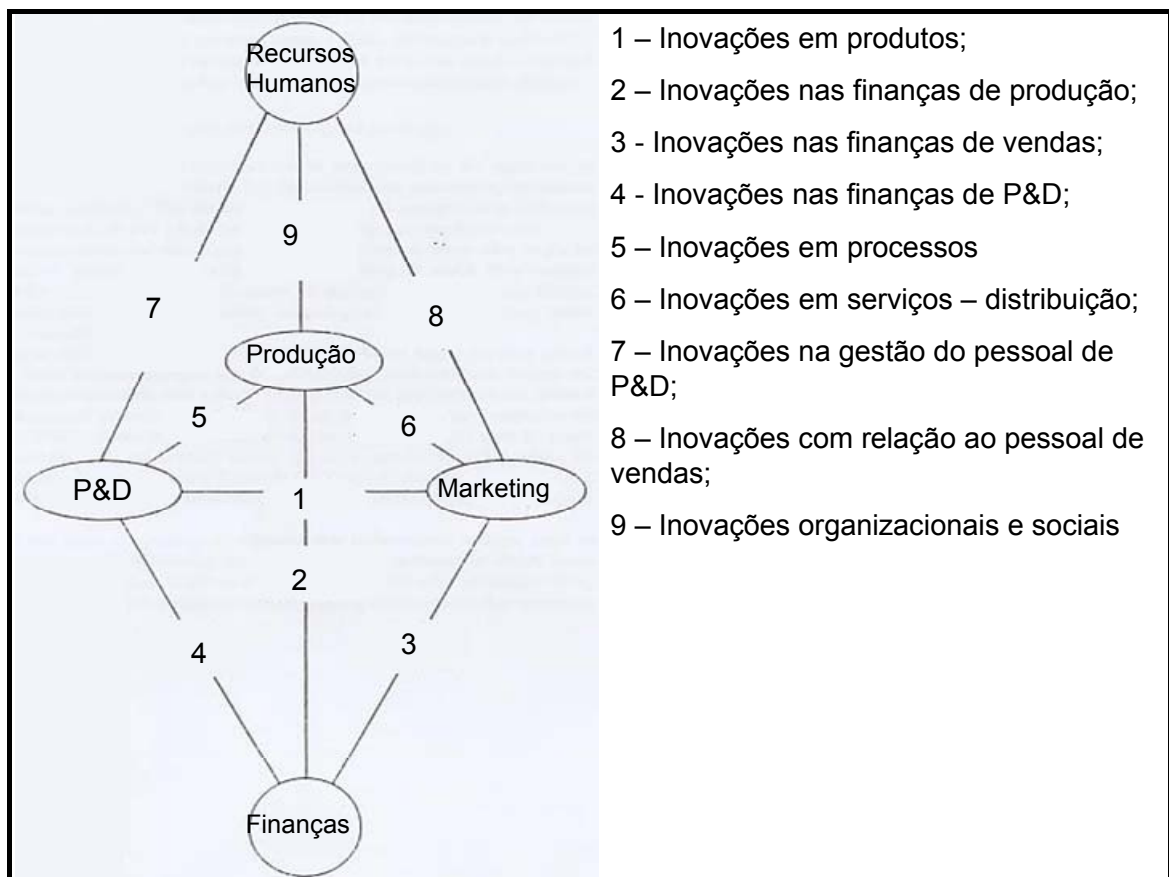 Recursos
Humanos
9
7
8
Produção
5
6
P&D
1
Marketing
2
4
3
Finanças
1 – Inovações em produtos;
2 – Inovações nas finanças de produção;
3 - Inovações nas finanças de vendas;
4 - Inovações nas finanças de P&D;
5 – Inovações em processos
6 – Inovações em serviços – distribuição;
7 – Inovações na gestão do pessoal de
P&D;
8 – Inovações com relação ao pessoal de
vendas;
9 – Inovações organizacionais e sociais